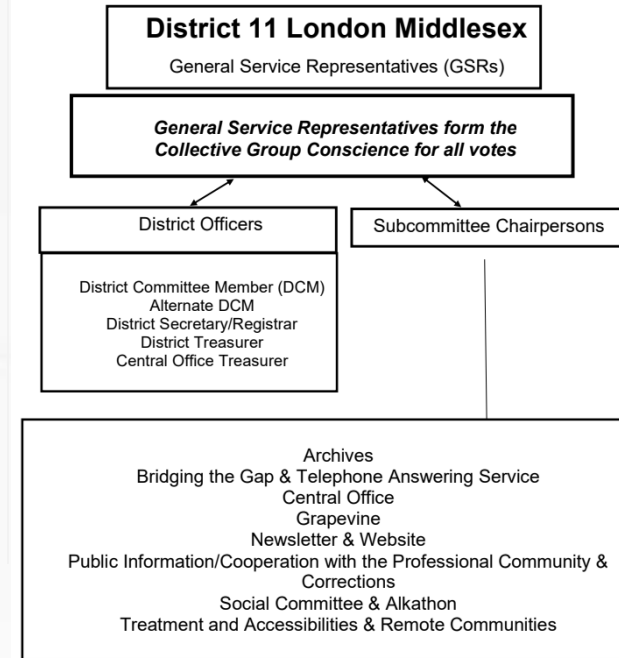 District 11 London Middlesex
General Service Representatives (GSRs)
General Service Representatives form the
Collective Group Conscience for all votes
District Officers
Subcommittee Chairpersons
District Committee Member (DCM)
Alternate DCM
District Secretary/Registrar
District Treasurer
Central Office Treasurer
Archives
Bridging the Gap & Telephone Answering Service
Central Office
Grapevine
Newsletter & Website
Public Information/Cooperation with the Professional Community &
Corrections
Social Committee & Alkathon
Treatment and Accessibilities & Remote Communities